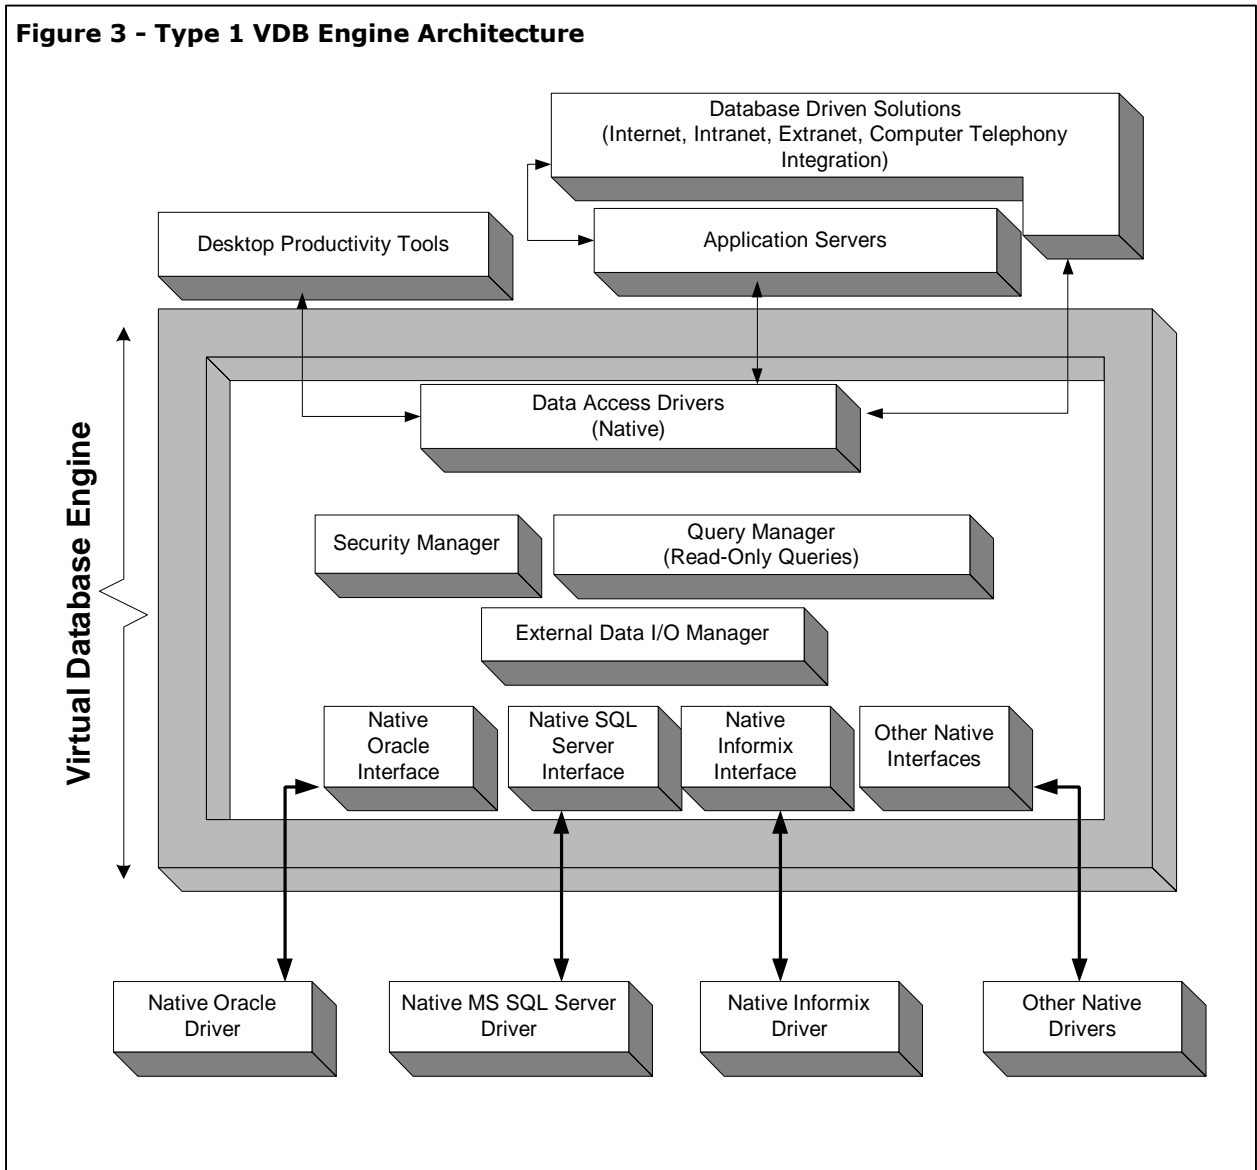 Figure 3 - Type 1 VDB Engine Architecture
Database Driven Solutions
(Internet, Intranet, Extranet, Computer Telephony
Integration)
Desktop Productivity Tools
Application Servers
Virtual Database Engine
Data Access Drivers
(Native)
Security Manager
Query Manager
(Read-Only Queries)
External Data I/O Manager
Native
Oracle
Interface
Native SQL
Server
Interface
Native
Informix
Interface
Other Native
Interfaces
Native Oracle
Driver
Native MS SQL Server
Driver
Native Informix
Driver
Other Native
Drivers